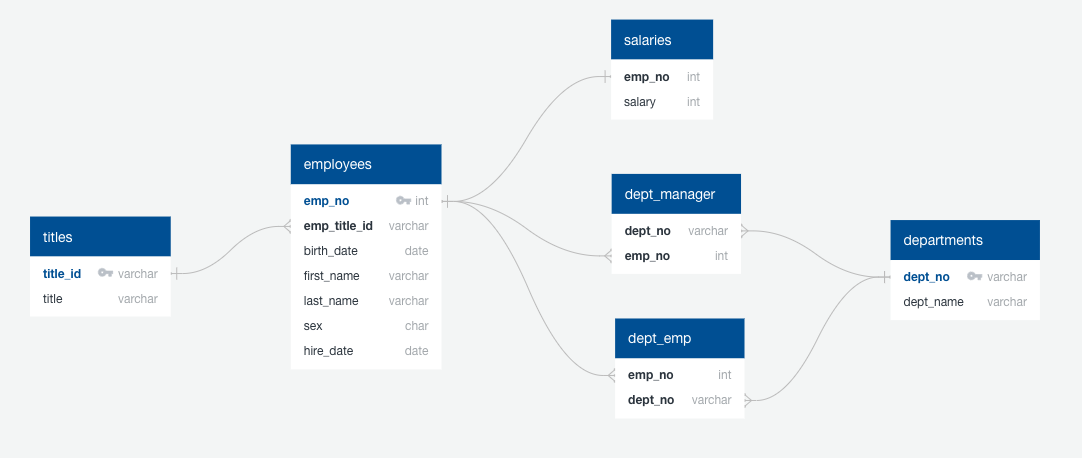 titles
title_id varchar
title varchar
employees
emp_no int
emp_title_id varchar
birth_date date
first_name varchar
last_name varchar
sex char
hire_date date
salaries
emp_no int
salary int
dept_manager
dept_no varchar
emp_no int
dept_emp
emp_no int
dept_no varchar
departments
dept_no varchar
dept_name varchar